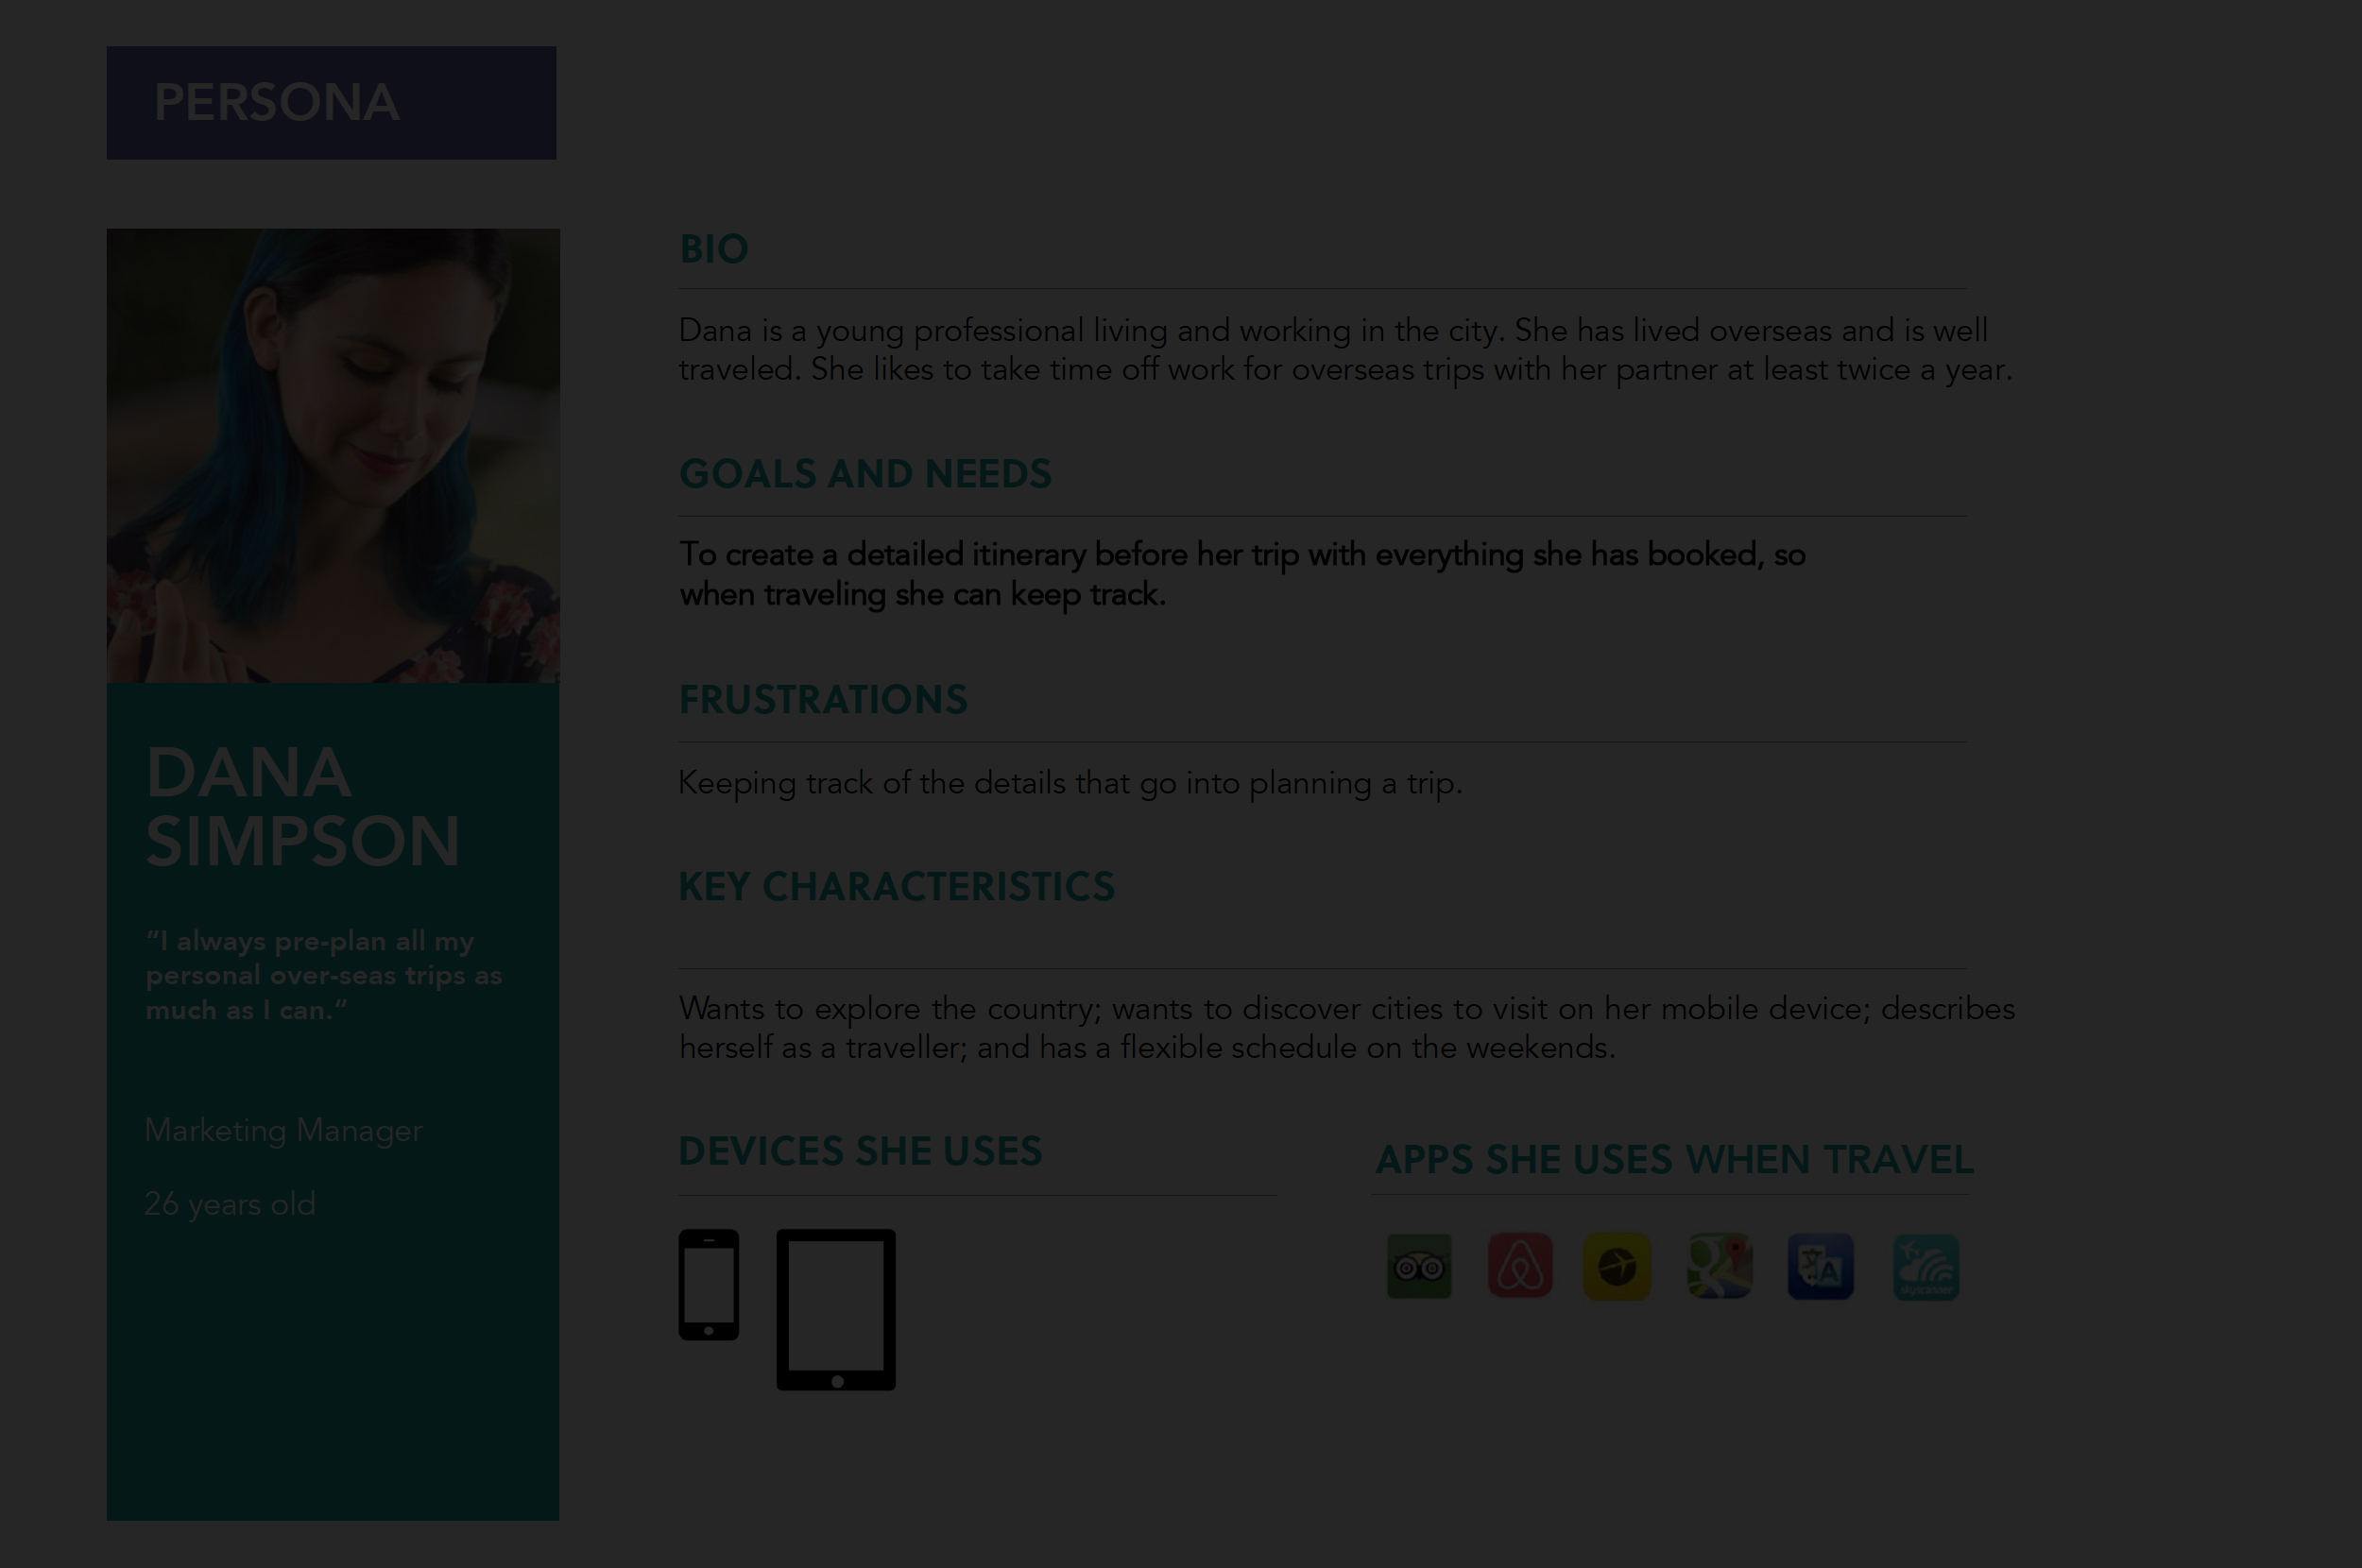 PERSONA
DANA
SIMPSON
“I always pre-plan all my
personal over-seas trips as
much as I can.”
Marketing Manager
26 years old
BIO
Dana is a young professional living and working in the city. She has lived overseas and is well
traveled. She likes to take time off work for overseas trips with her partner at least twice a year.
GOALS AND NEEDS
To create a detailed itinerary before her trip with everything she has booked, so
when traveling she can keep track.
FRUSTRATIONS
Keeping track of the details that go into planning a trip.
KEY CHARACTERISTICS
Wants to explore the country; wants to discover cities to visit on her mobile device; describes
herself as a traveller; and has a flexible schedule on the weekends.
DEVICES SHE USES
APPS SHE USES WHEN TRAVEL
A
skyscanner